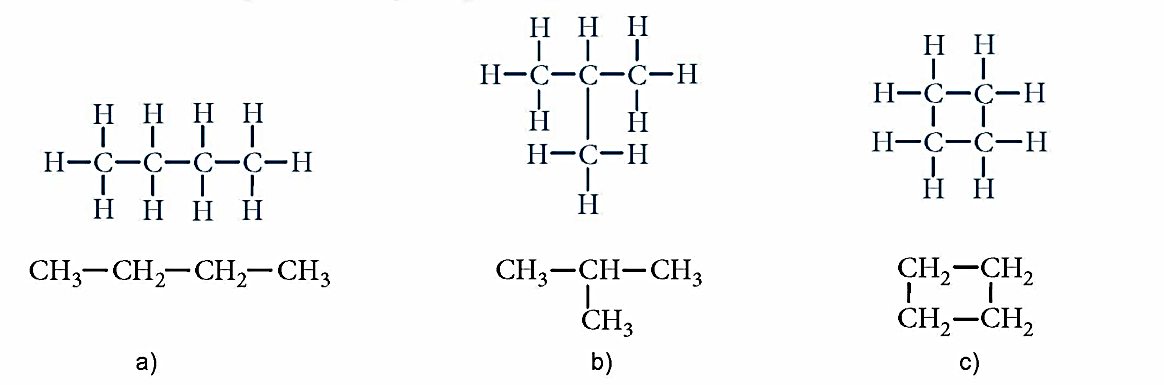 H H H H
H–C–C–C–C–H
H H H H
CH₃–CH₂–CH₂–CH₃
a)
H H H
H–C–C–C–H
H H
H–C–H
H
CH₃–CH–CH₃
CH₃
b)
H H
H–C–C–H
H–C–C–H
H H
CH₂–CH₂
CH₂–CH₂
c)